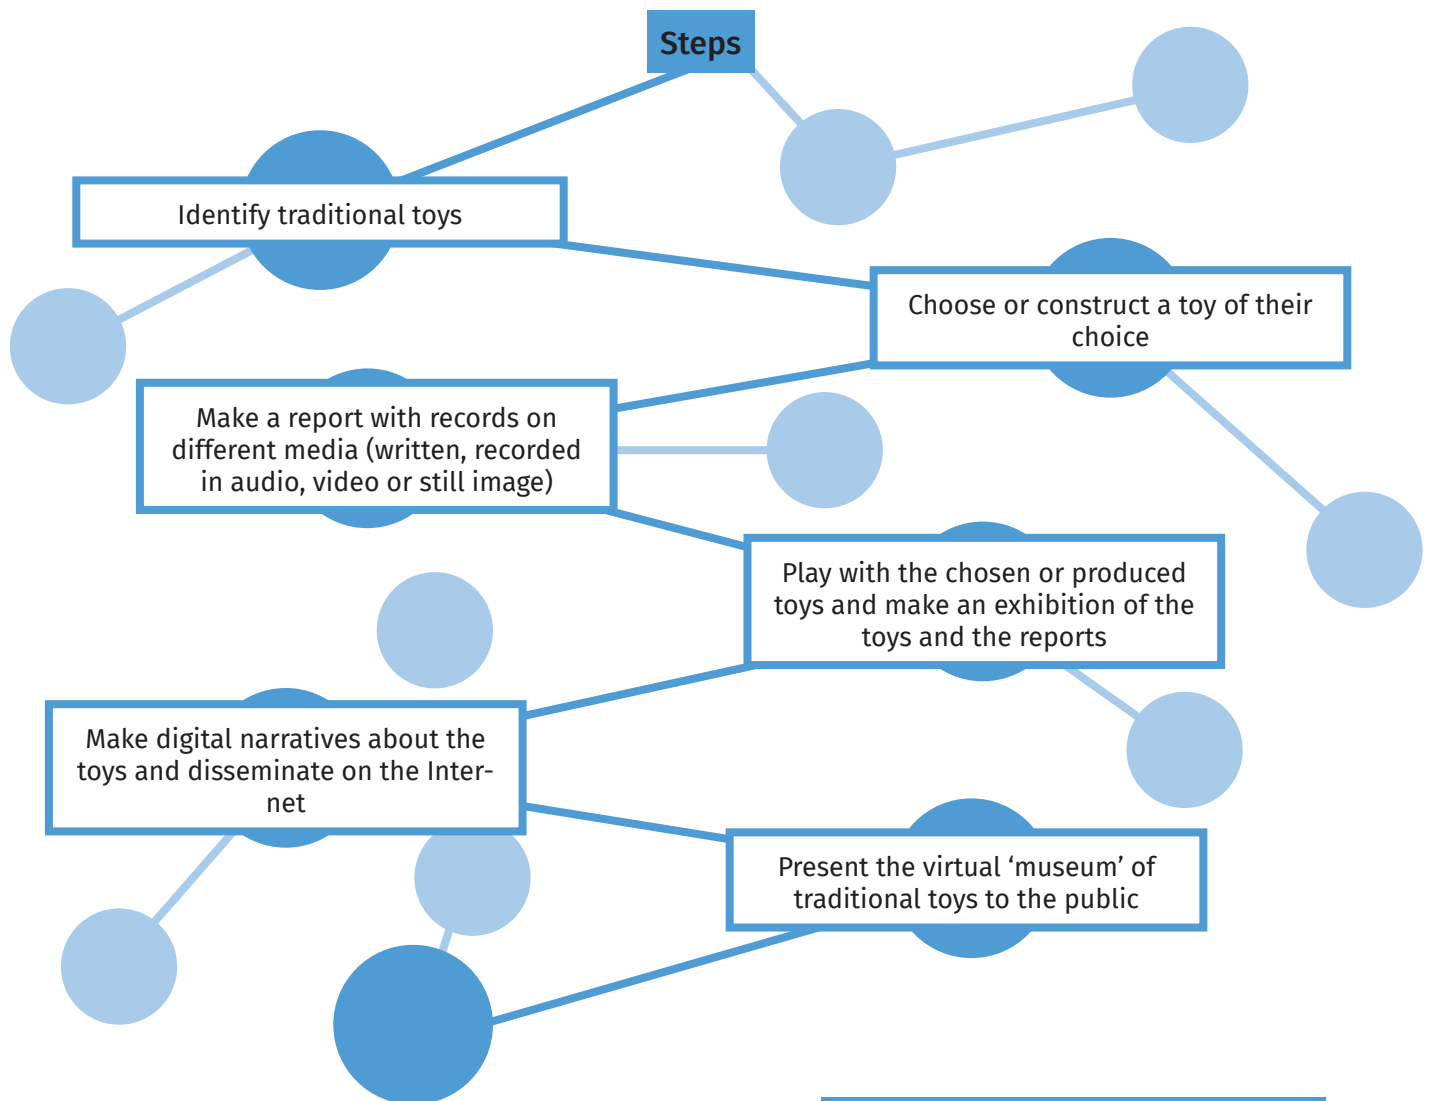 Steps
Identify traditional toys
Choose or construct a toy of their
choice
Make a report with records on
different media (written, recorded
in audio, video or still image)
Play with the chosen or produced
toys and make an exhibition of the
toys and the reports
Make digital narratives about the
toys and disseminate on the Inter-
net
Present the virtual ‘museum’ of
traditional toys to the public